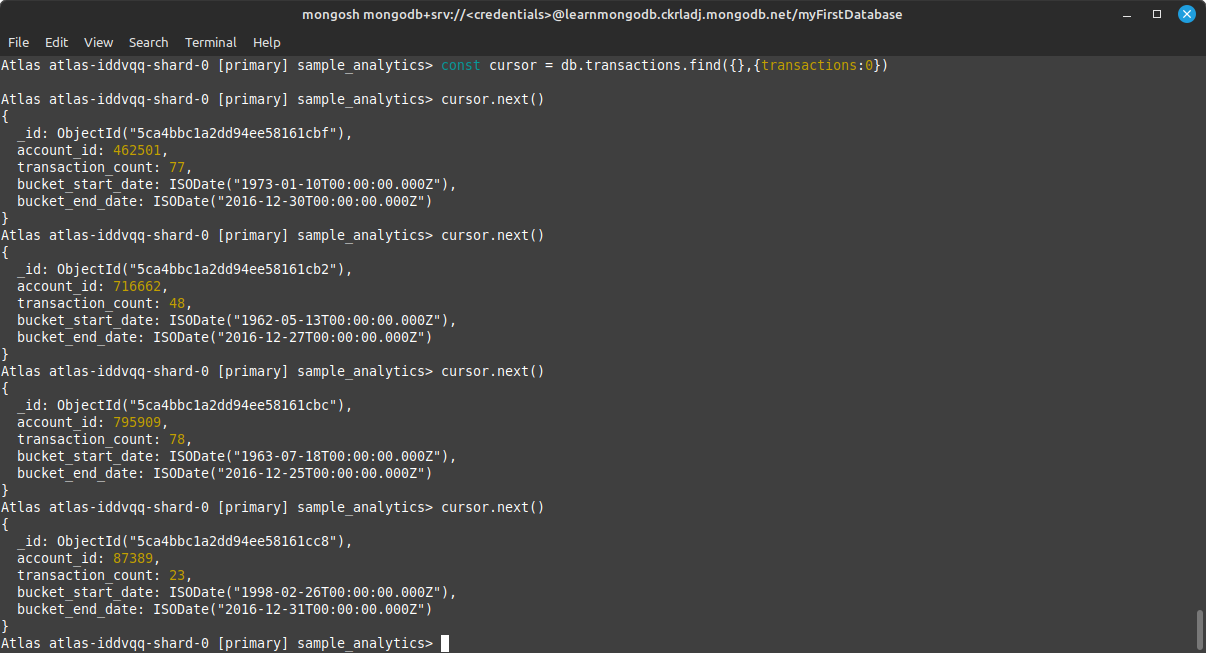 mongosh mongodb+srv://<credentials>@learnmongodb.ckrladj.mongodb.net/myFirstDatabase
File Edit View Search Terminal Help
Atlas atlas-iddvqq-shard-0 [primary] sample_analytics> const cursor = db.transactions.find({},{transactions:0})
Atlas atlas-iddvqq-shard-0 [primary] sample_analytics> cursor.next()
{
  _id: ObjectId("5ca4bbc1a2dd94ee58161cbf"),
  account_id: 462501,
  transaction_count: 77,
  bucket_start_date: ISODate("1973-01-10T00:00:00.000Z"),
  bucket_end_date: ISODate("2016-12-30T00:00:00.000Z")
}
Atlas atlas-iddvqq-shard-0 [primary] sample_analytics> cursor.next()
{
  _id: ObjectId("5ca4bbc1a2dd94ee58161cb2"),
  account_id: 716662,
  transaction_count: 48,
  bucket_start_date: ISODate("1962-05-13T00:00:00.000Z"),
  bucket_end_date: ISODate("2016-12-27T00:00:00.000Z")
}
Atlas atlas-iddvqq-shard-0 [primary] sample_analytics> cursor.next()
{
  _id: ObjectId("5ca4bbc1a2dd94ee58161cbc"),
  account_id: 795909,
  transaction_count: 78,
  bucket_start_date: ISODate("1963-07-18T00:00:00.000Z"),
  bucket_end_date: ISODate("2016-12-25T00:00:00.000Z")
}
Atlas atlas-iddvqq-shard-0 [primary] sample_analytics> cursor.next()
{
  _id: ObjectId("5ca4bbc1a2dd94ee58161cc8"),
  account_id: 87389,
  transaction_count: 23,
  bucket_start_date: ISODate("1998-02-26T00:00:00.000Z"),
  bucket_end_date: ISODate("2016-12-31T00:00:00.000Z")
}
Atlas atlas-iddvqq-shard-0 [primary] sample_analytics>